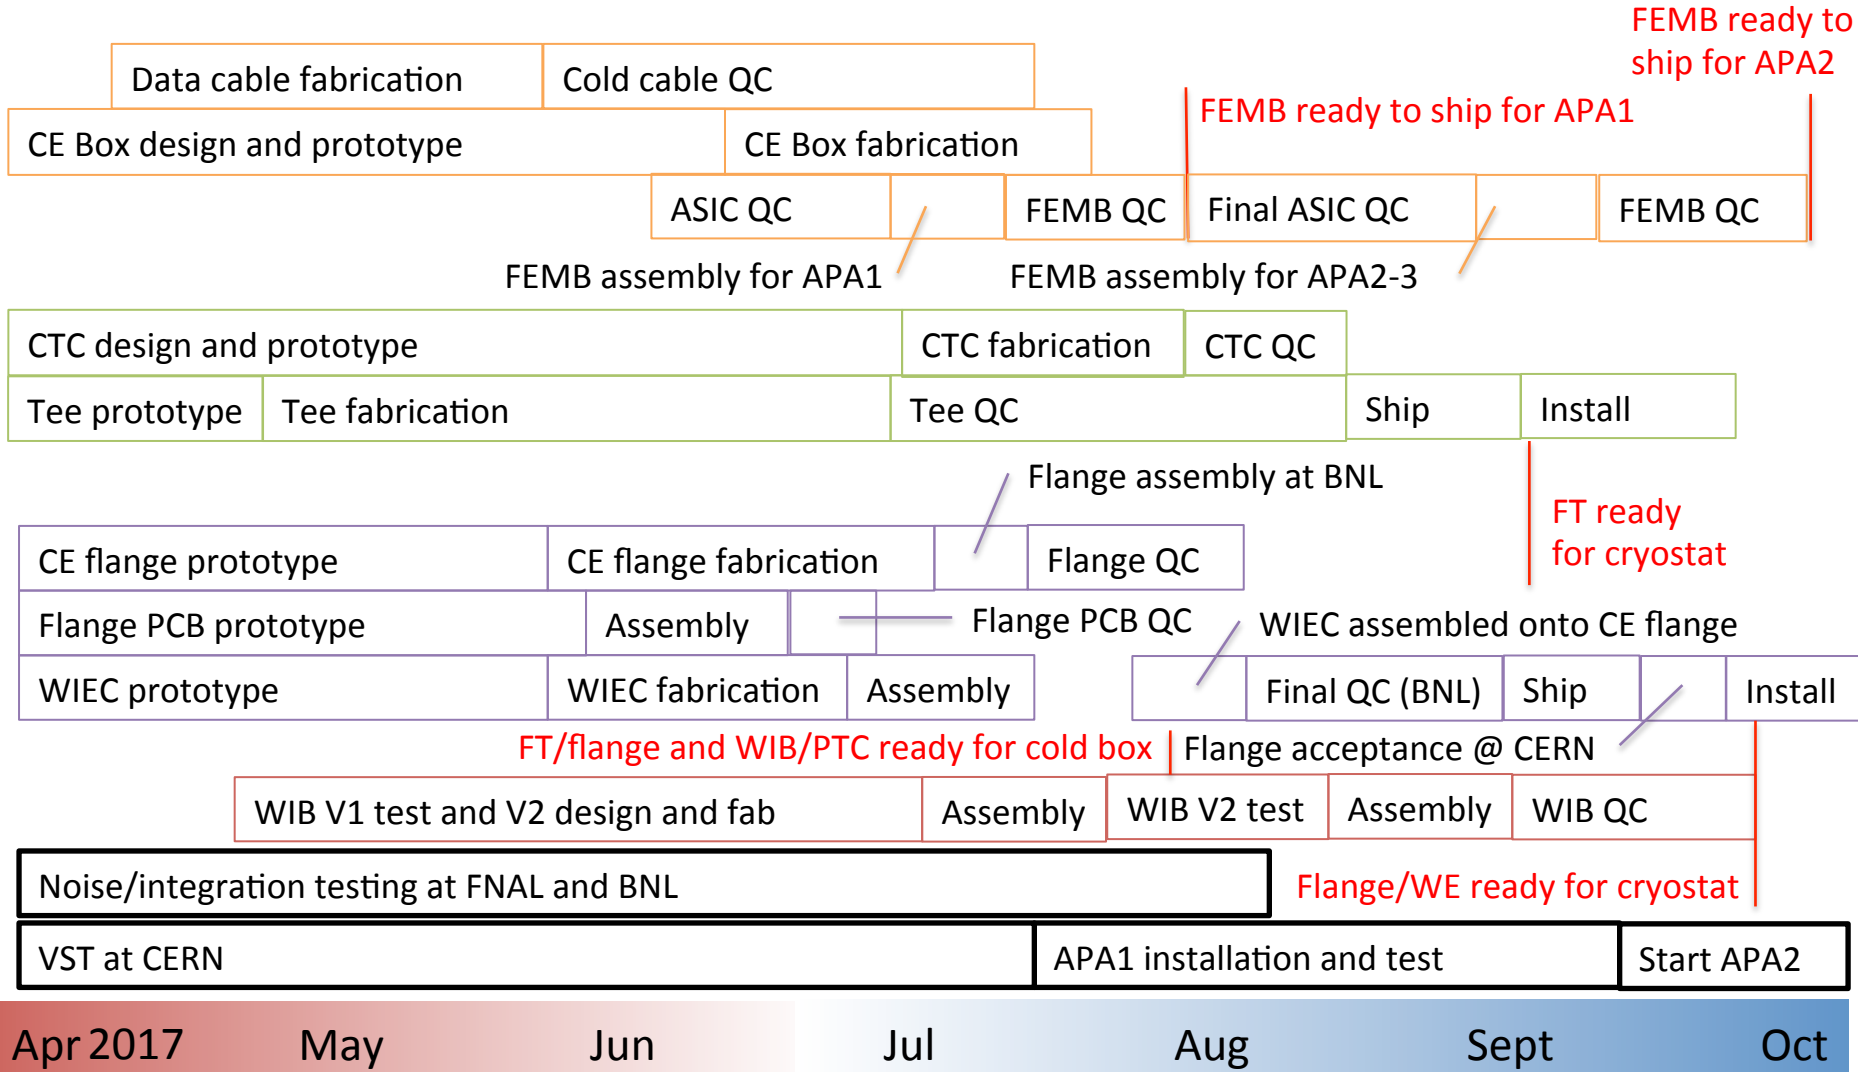 FEMB ready to
ship for APA2
Data cable fabrication
Cold cable QC
FEMB ready to ship for APA1
CE Box design and prototype
CE Box fabrication
ASIC QC
FEMB QC
Final ASIC QC
FEMB QC
FEMB assembly for APA1
FEMB assembly for APA2-3
CTC design and prototype
CTC fabrication
CTC QC
Tee prototype
Tee fabrication
Tee QC
Ship
Install
Flange assembly at BNL
FT ready
for cryostat
CE flange prototype
CE flange fabrication
Flange QC
Flange PCB prototype
Assembly
Flange PCB QC
WIEC assembled onto CE flange
WIEC prototype
WIEC fabrication
Assembly
Final QC (BNL)
Ship
Install
FT/flange and WIB/PTC ready for cold box
Flange acceptance @ CERN
WIB V1 test and V2 design and fab
Assembly
WIB V2 test
Assembly
WIB QC
Noise/integration testing at FNAL and BNL
Flange/WE ready for cryostat
VST at CERN
APA1 installation and test
Start APA2
Apr 2017
May
Jun
Jul
Aug
Sept
Oct